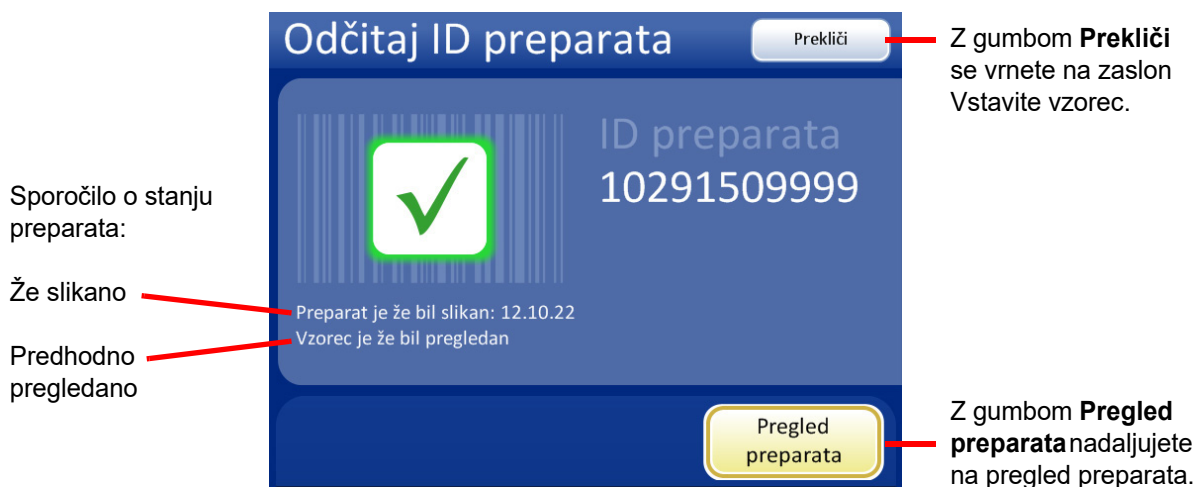 Odčitaj ID preparata
Prekliči
Z gumbom Prekliči
se vrnete na zaslon
Vstavite vzorec.
ID preparata
10291509999
Sporočilo o stanju
preparata:
Že slikano
Predhodno
pregledano
Preparat je že bil slikan: 12.10.22
Vzorec je že bil pregledan
Pregled
preparata
Z gumbom Pregled
preparata nadaljujete
na pregled preparata.